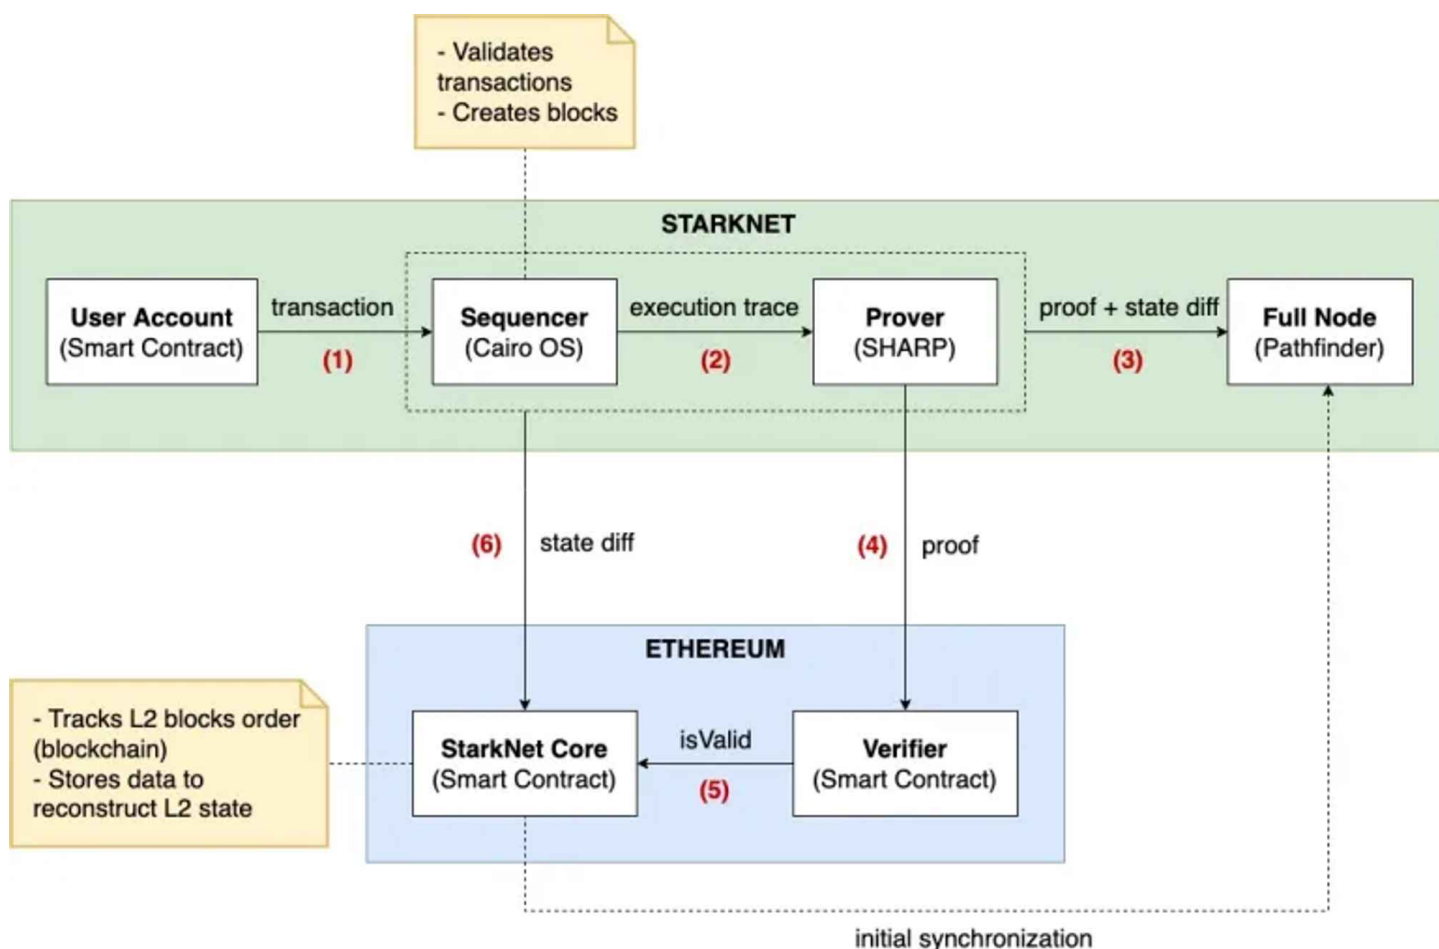 - Validates
transactions
- Creates blocks
STARKNET
User Account
(Smart Contract)
transaction
(1)
Sequencer
(Cairo OS)
execution trace
(2)
Prover
(SHARP)
proof + state diff
(3)
Full Node
(Pathfinder)
(6)
state diff
(4)
proof
ETHEREUM
- Tracks L2 blocks order
(blockchain)
- Stores data to
reconstruct L2 state
StarkNet Core
(Smart Contract)
isValid
(5)
Verifier
(Smart Contract)
initial synchronization